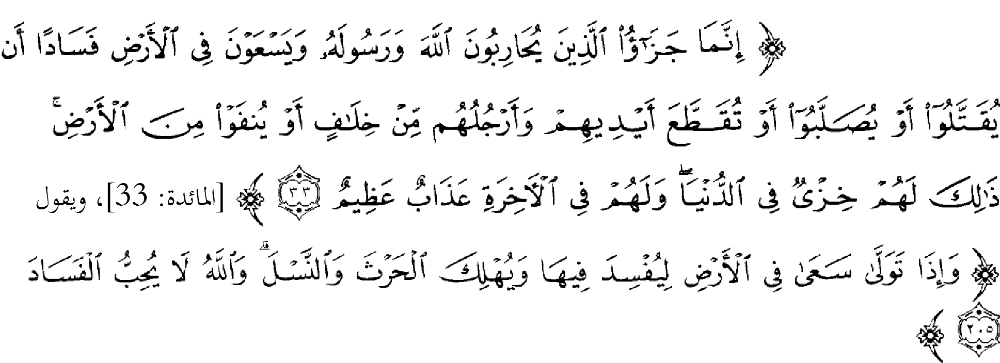 ﴿ إِنَّمَا جَزَٰٓؤُا۟ ٱلَّذِينَ يُحَارِبُونَ ٱللَّهَ وَرَسُولَهُۥ وَيَسْعَوْنَ فِى ٱلْأَرْضِ فَسَادًا أَن
يُقَتَّلُوٓا۟ أَوْ يُصَلَّبُوٓا۟ أَوْ تُقَطَّعَ أَيْدِيهِمْ وَأَرْجُلُهُم مِّنْ خِلَٰفٍ أَوْ يُنفَوْا۟ مِنَ ٱلْأَرْضِ ۚ
ذَٰلِكَ لَهُمْ خِزْىٌ فِى ٱلدُّنْيَا ۖ وَلَهُمْ فِى ٱلْأَخِرَةِ عَذَابٌ عَظِيمٌ ٣٣ ﴾ [المائدة: 33]، ويقول
﴿ وَإِذَا تَوَلَّىٰ سَعَىٰ فِى ٱلْأَرْضِ لِيُفْسِدَ فِيهَا وَيُهْلِكَ ٱلْحَرْثَ وَٱلنَّسْلَ ۗ وَٱللَّهُ لَا يُحِبُّ ٱلْفَسَادَ
٢٠٥ ﴾